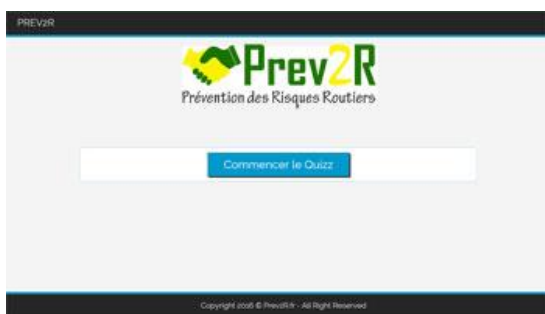 PREV2R
Prev2R
Prévention des Risques Routiers
Commencer le Quizz
Copyright 2016 © Prev2R.fr - All Right Reserved